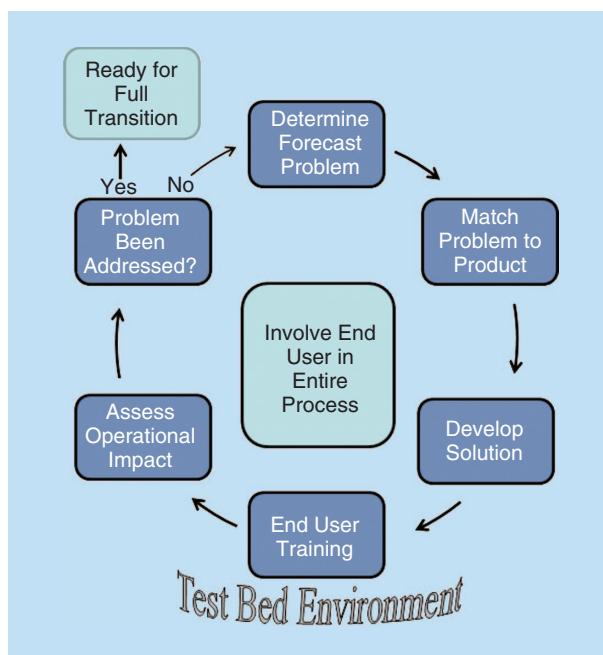 Ready for
Full
Transition
Yes
No
Determine
Forecast
Problem
Match
Problem to
Product
Develop
Solution
End User
Training
Assess
Operational
Impact
Problem
Been
Addressed?
Involve End
User in
Entire
Process
Test Bed Environment